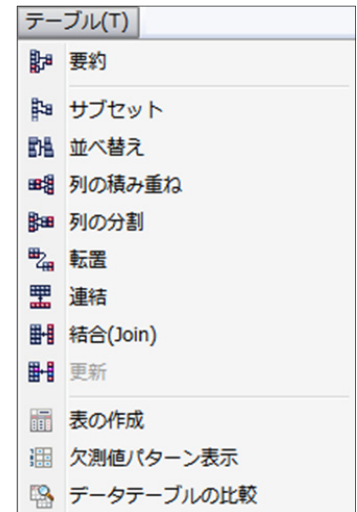 テーブル(T)
要約
サブセット
並べ替え
列の積み重ね
列の分割
転置
連結
結合(Join)
更新
表の作成
欠測値パターン表示
データテーブルの比較